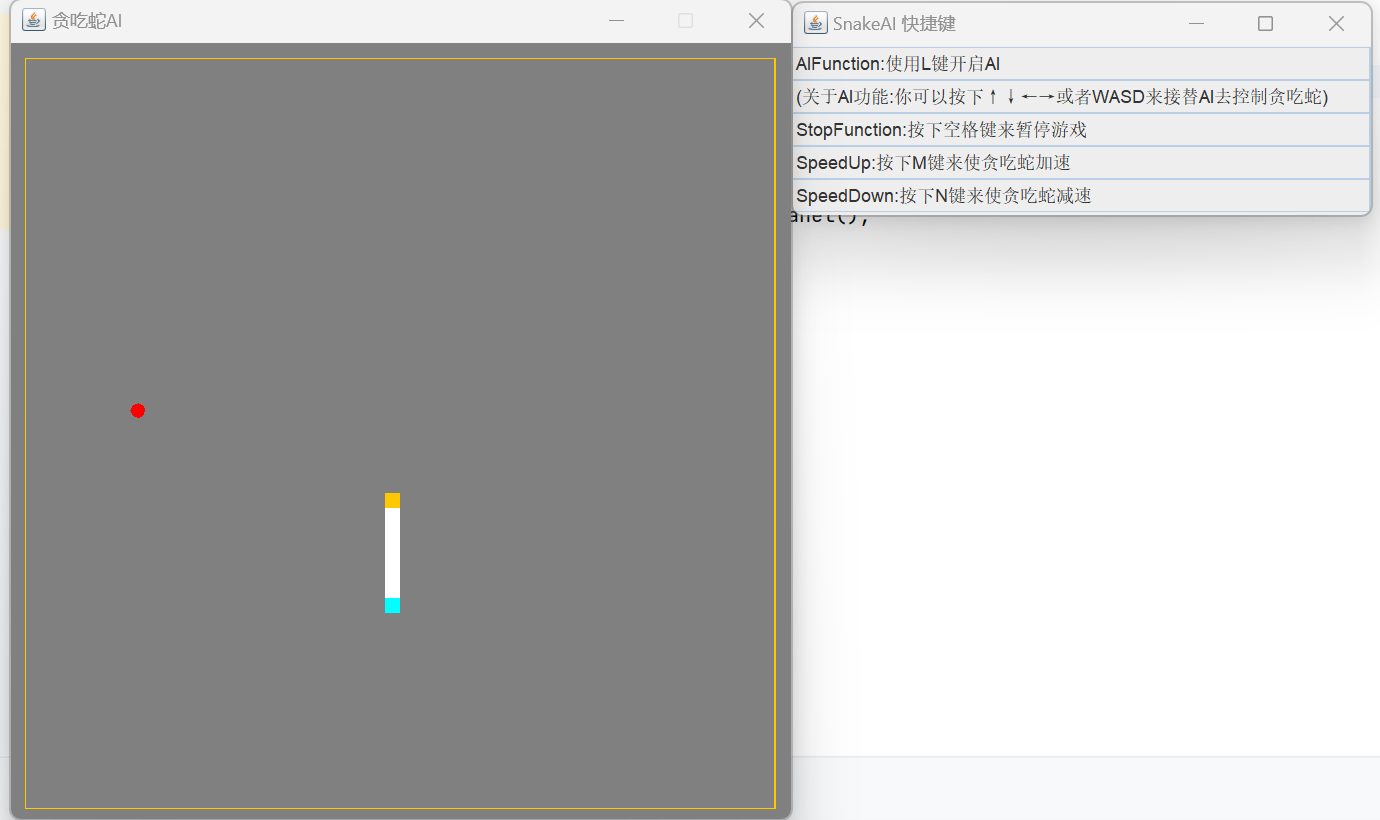 贪吃蛇AI
SnakeAI 快捷键
AIFunction:使用L键开启AI
(关于AI功能:你可以按下↑↓←→或者WASD来接替AI去控制贪吃蛇)
StopFunction:按下空格键来暂停游戏
SpeedUp:按下M键来使贪吃蛇加速
SpeedDown:按下N键来使贪吃蛇减速
anel();